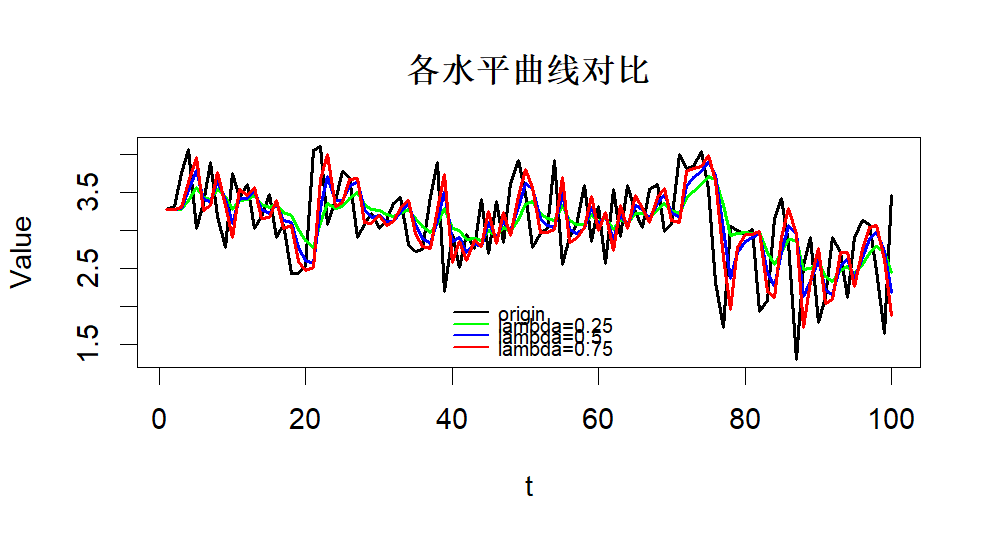 各水平曲线对比
Value
3.5
2.5
1.5
origin
lambda=0.25
lambda=0.5
lambda=0.75
0 20 40 60 80 100
t